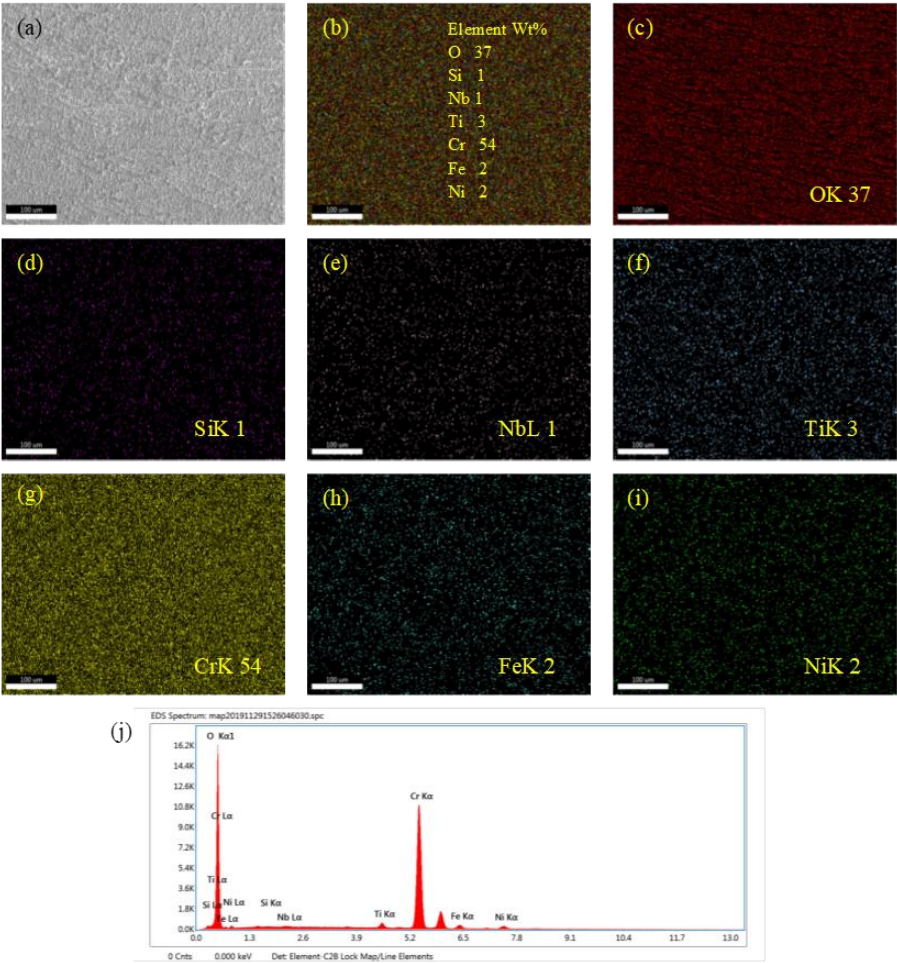 (a)
100 um
(b)
Element Wt%
O 37
Si 1
Nb 1
Ti 3
Cr 54
Fe 2
Ni 2
100 um
(c)
OK 37
100 um
(d)
SiK 1
100 um
(e)
NbL 1
100 um
(f)
TiK 3
100 um
(g)
CrK 54
100 um
(h)
FeK 2
100 um
(i)
NiK 2
100 um
(j)
EDS Spectrum: map201911291526046030.spc
16.2K
14.4K
12.6K
10.8K
9.0K
7.2K
5.4K
3.6K
1.8K
0.0K
O Kα1
Cr Lα
Ti Lα
Si Lα
Ni Lα
Fe Lα
Si Kα
Nb Lα
Ti Kα
Cr Kα
Fe Kα
Ni Kα
0.0 1.3 2.6 3.9 5.2 6.5 7.8 9.1 10.4 11.7 13.0
0 Cnts 0.000 keV Det: Element-C2B Lock Map/Line Elements